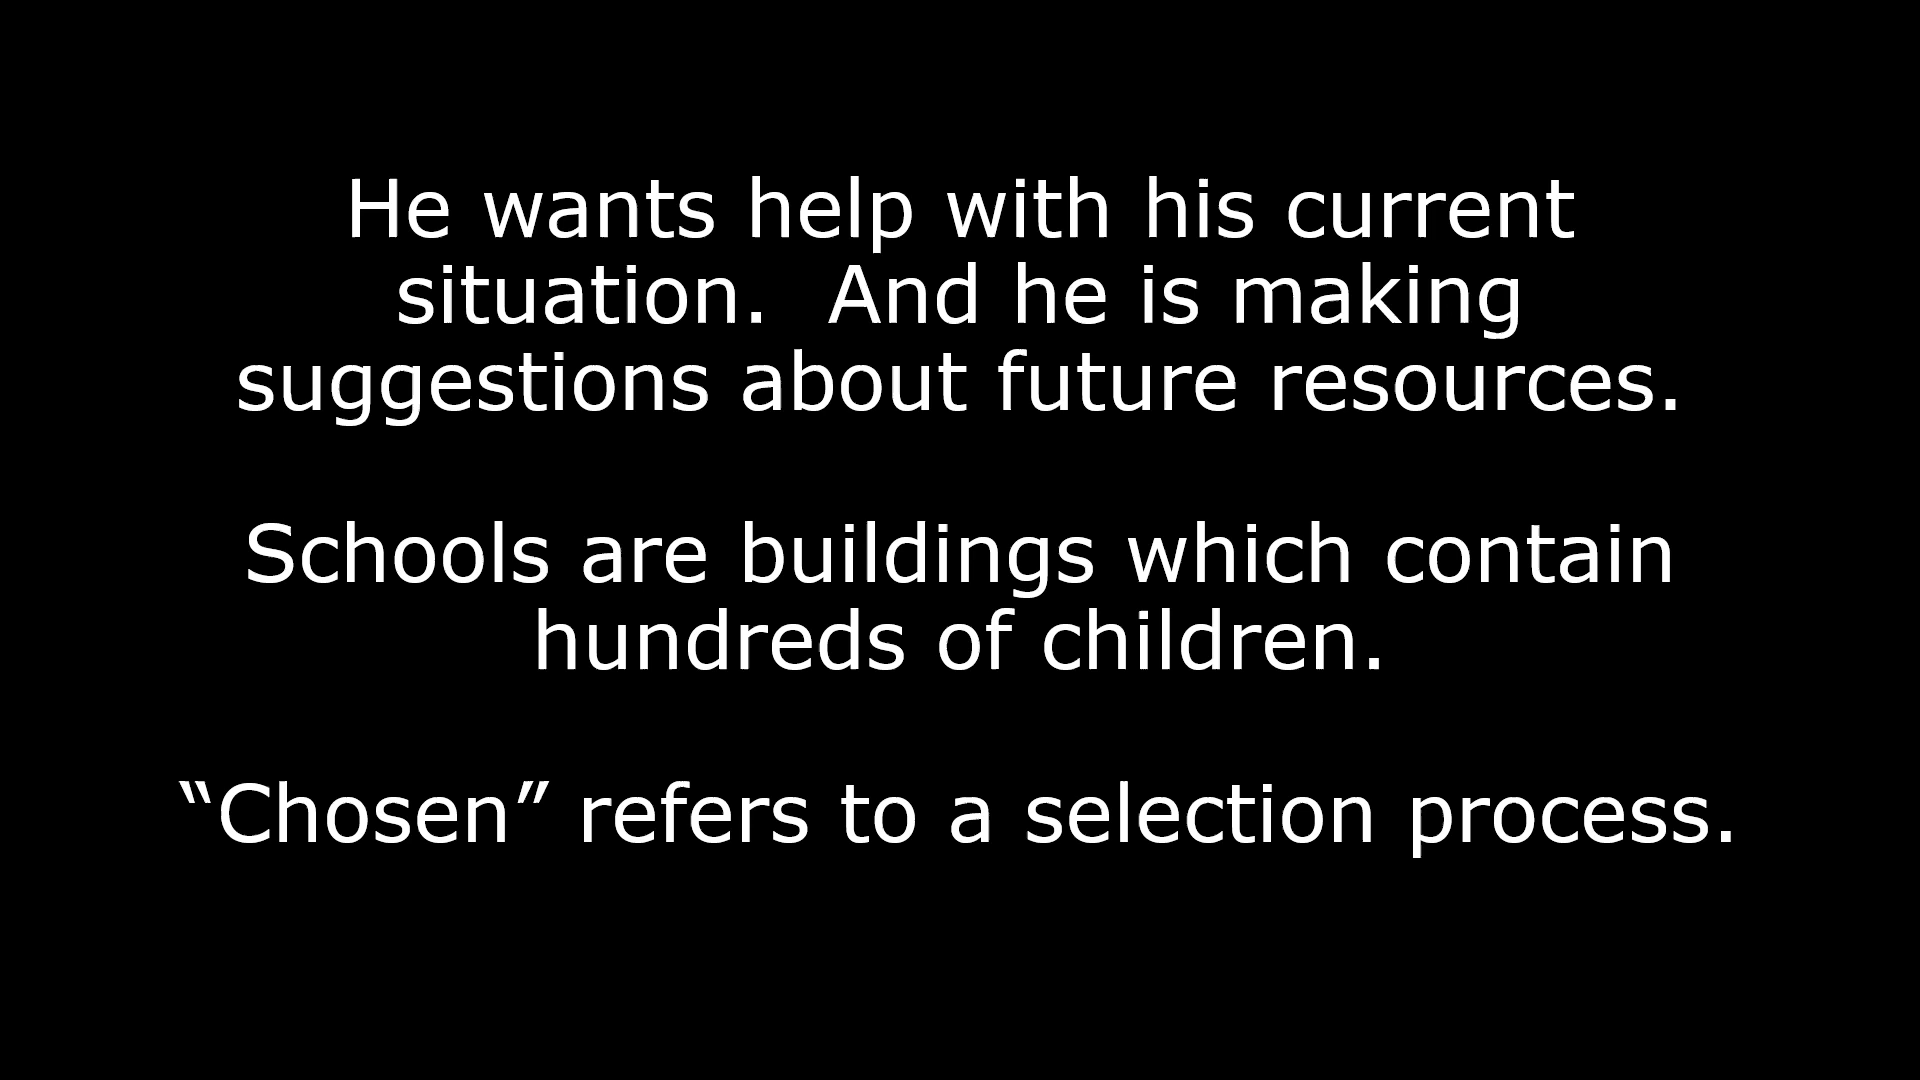 He wants help with his current
situation.  And he is making
suggestions about future resources.
Schools are buildings which contain
hundreds of children.
“Chosen” refers to a selection process.